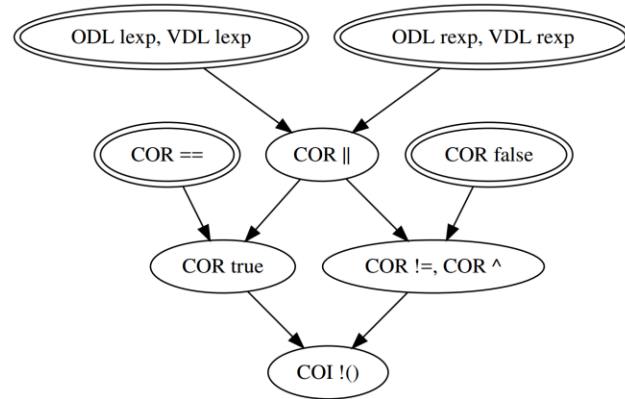 ODL lexp, VDL lexp
ODL rexp, VDL rexp
COR ==
COR ||
COR false
COR true
COR !=, COR ^
COI !()